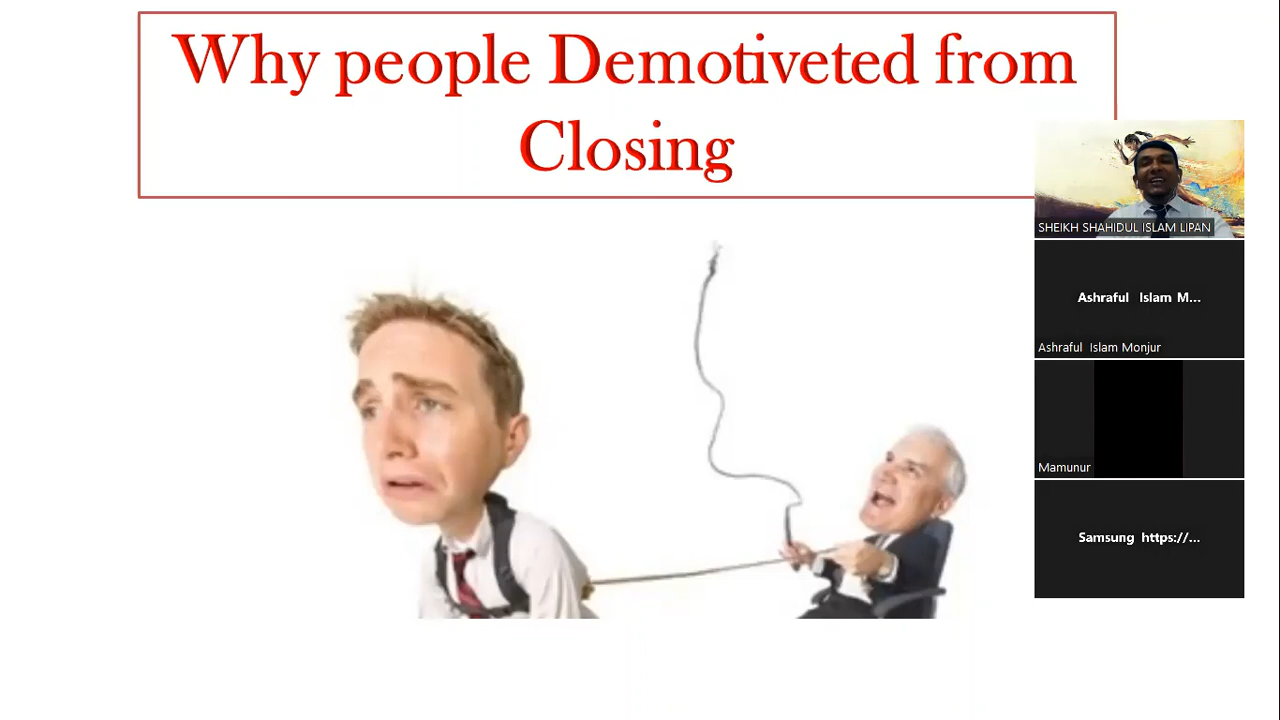 Why people Demotiveted from
Closing
SHEIKH SHAHIDUL ISLAM LIPAN
Ashraful Islam M...
Ashraful Islam Monjur
Mamunur
Samsung https://...